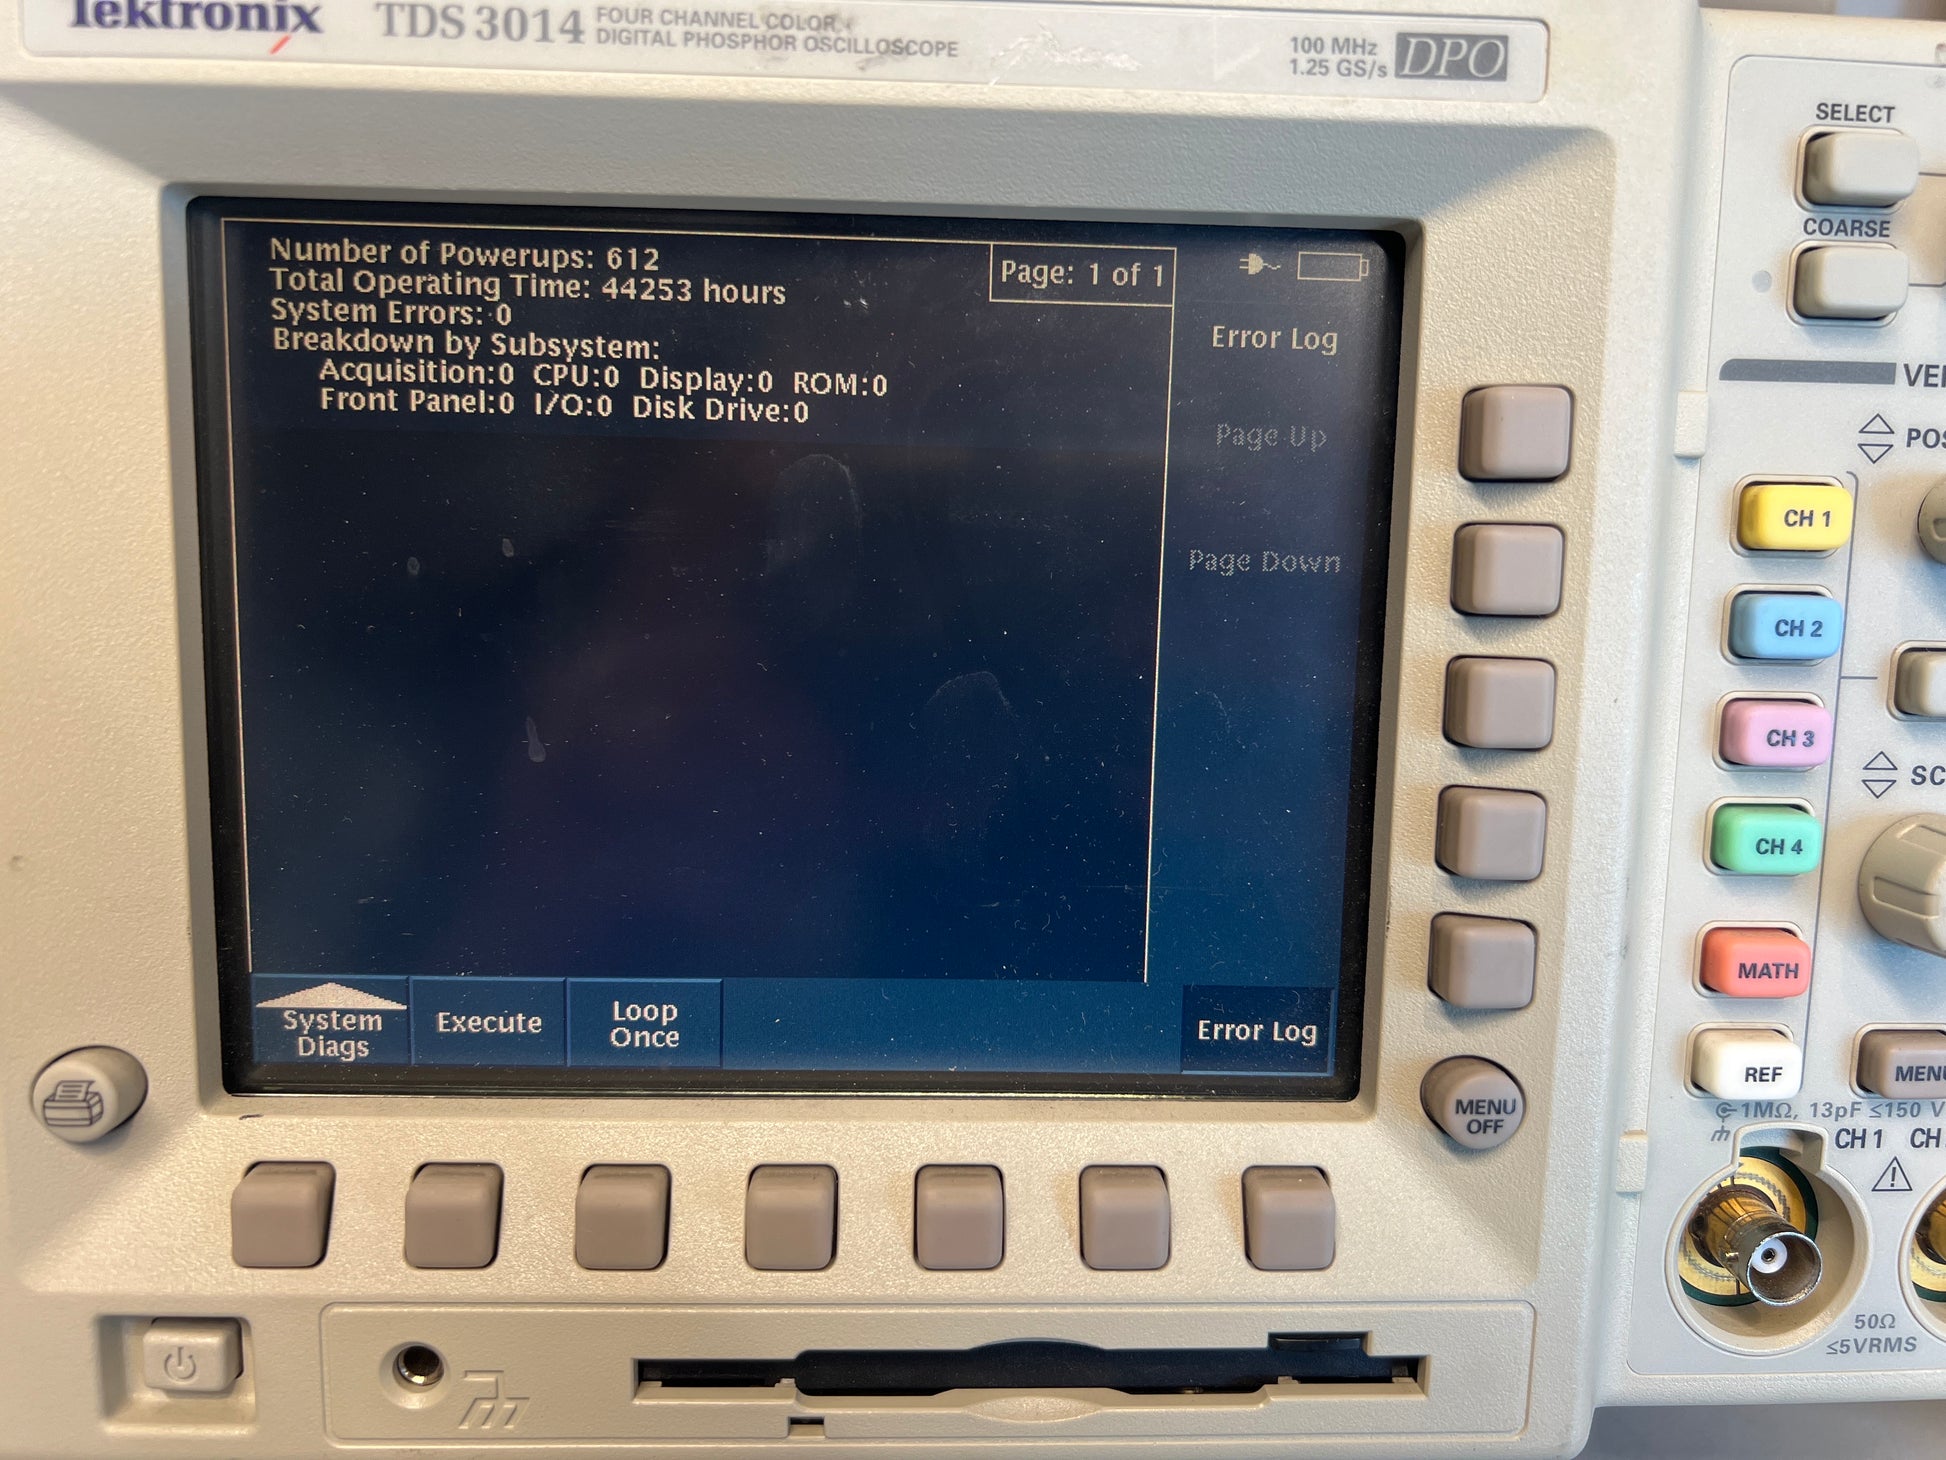 Tektronix TDS 3014 FOUR CHANNEL COLOR
DIGITAL PHOSPHOR OSCILLOSCOPE
100 MHz
1.25 GS/s
DPO
Number of Powerups: 612
Total Operating Time: 44253 hours
System Errors: 0
Breakdown by Subsystem:
Acquisition:0 CPU:0 Display:0 ROM:0
Front Panel:0 I/O:0 Disk Drive:0
Page: 1 of 1
Error Log
Page Up
Page Down
System
Diags
Execute
Loop
Once
Error Log
MENU
OFF
SELECT
COARSE
CH 1
CH 2
CH 3
CH 4
MATH
REF
MENU
1MΩ, 13pF ≤150 V
CH 1 CH
50Ω
≤5VRMS